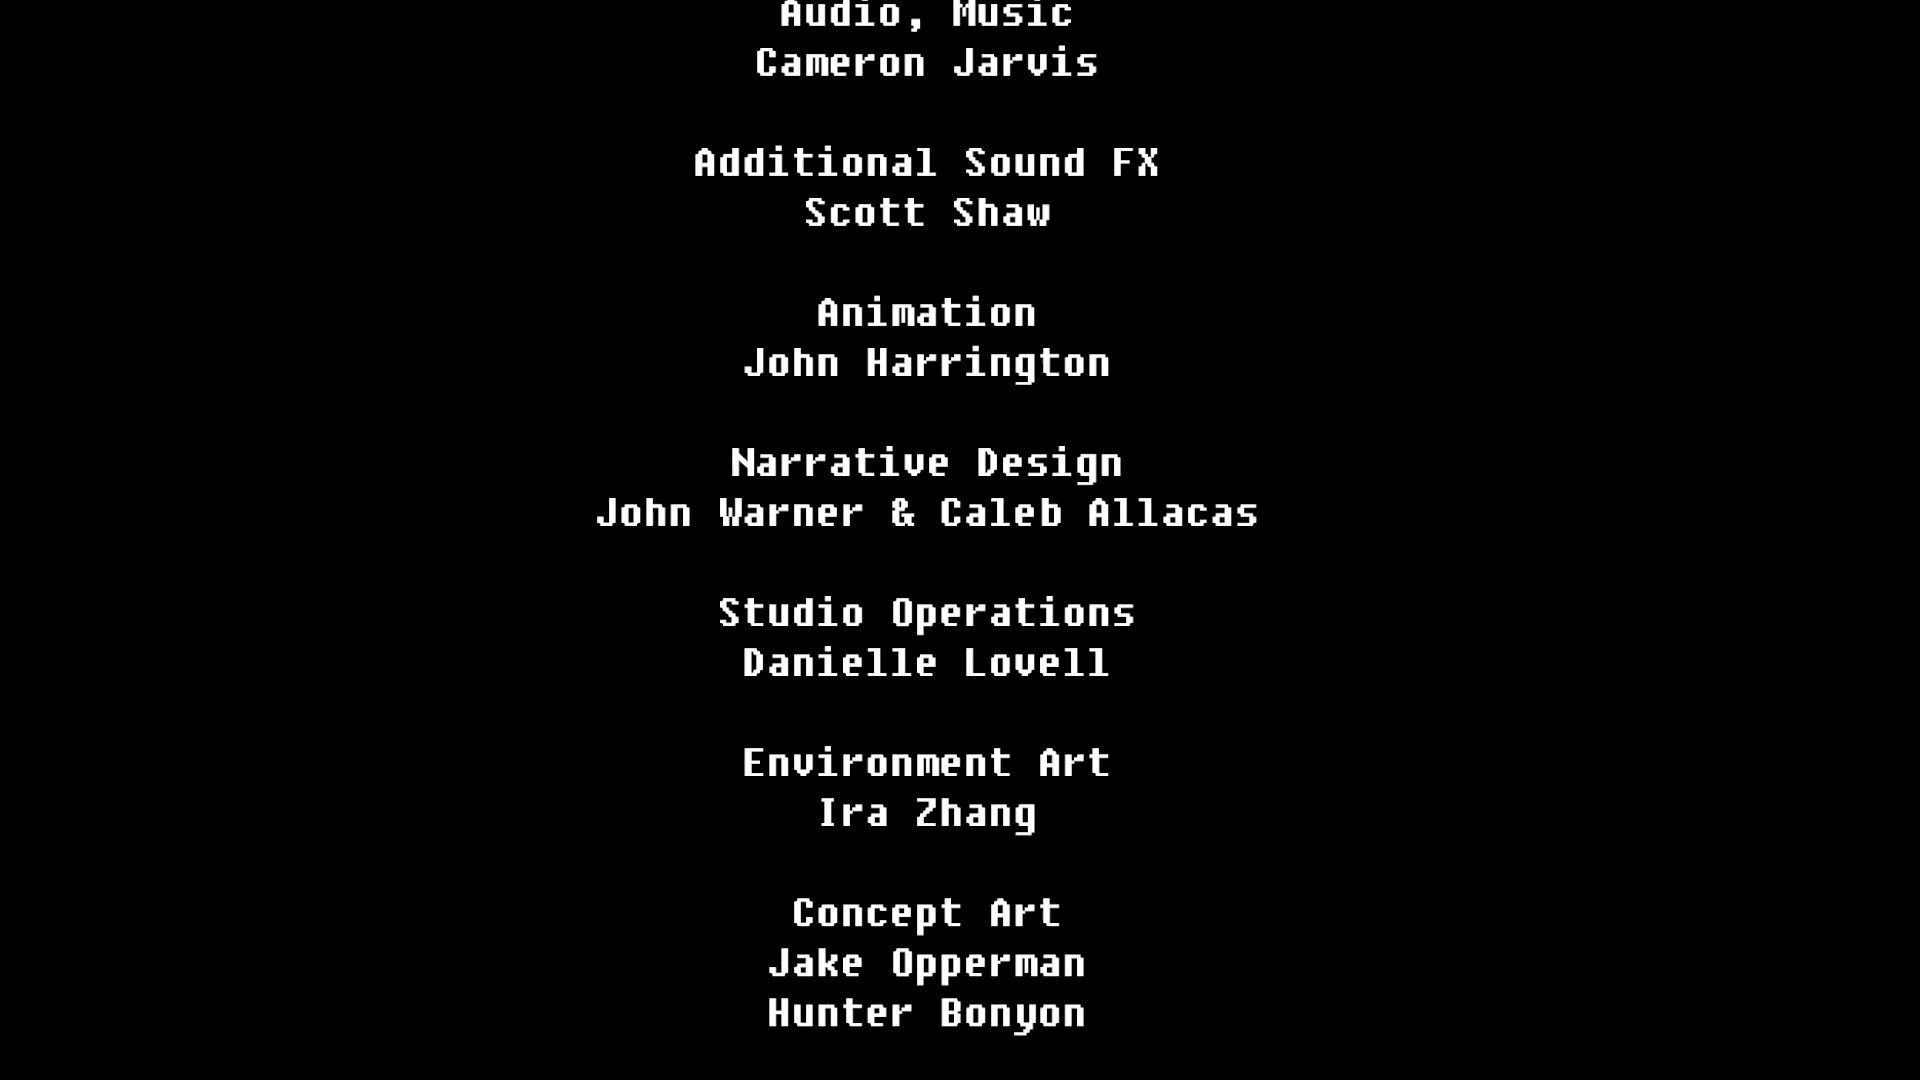 Audio, Music
Cameron Jarvis
Additional Sound FX
Scott Shaw
Animation
John Harrington
Narrative Design
John Warner & Caleb Allacas
Studio Operations
Danielle Lovell
Environment Art
Ira Zhang
Concept Art
Jake Opperman
Hunter Bonyon